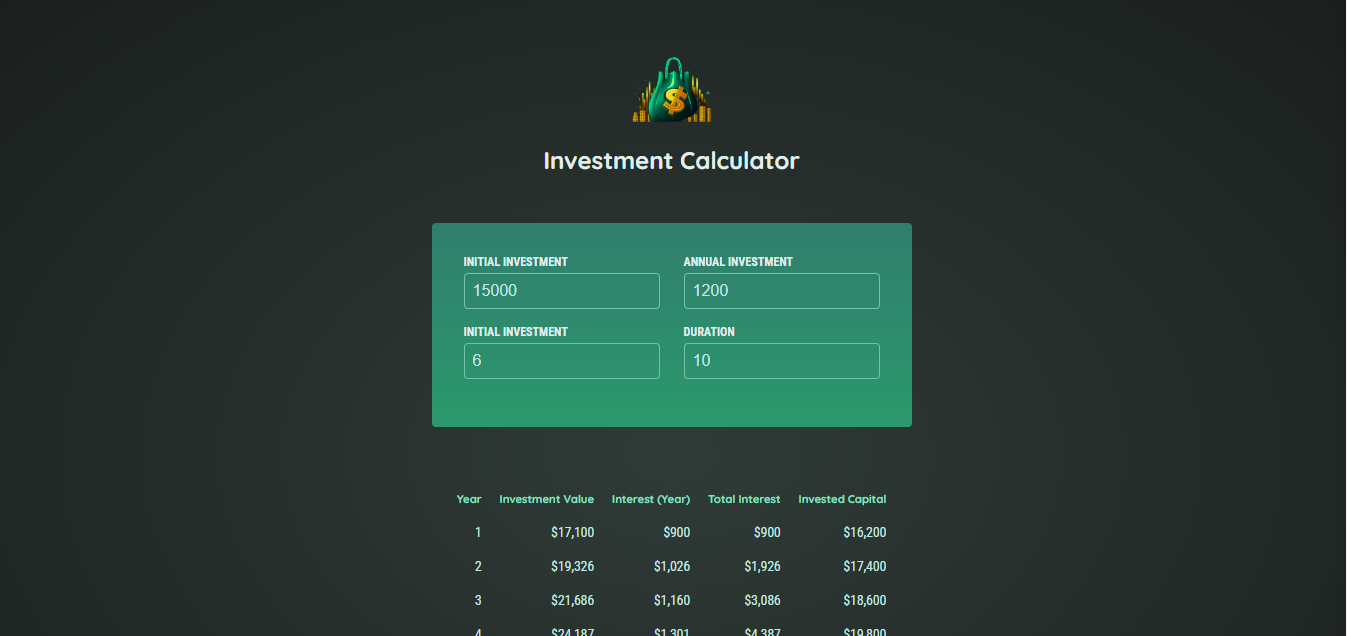 $
Investment Calculator
INITIAL INVESTMENT ANNUAL INVESTMENT
15000 1200
INITIAL INVESTMENT DURATION
6 10
Year Investment Value Interest (Year) Total Interest Invested Capital
1 $17,100 $900 $900 $16,200
2 $19,326 $1,026 $1,926 $17,400
3 $21,686 $1,160 $3,086 $18,600
4 $24,187 $1,301 $4,387 $19,800